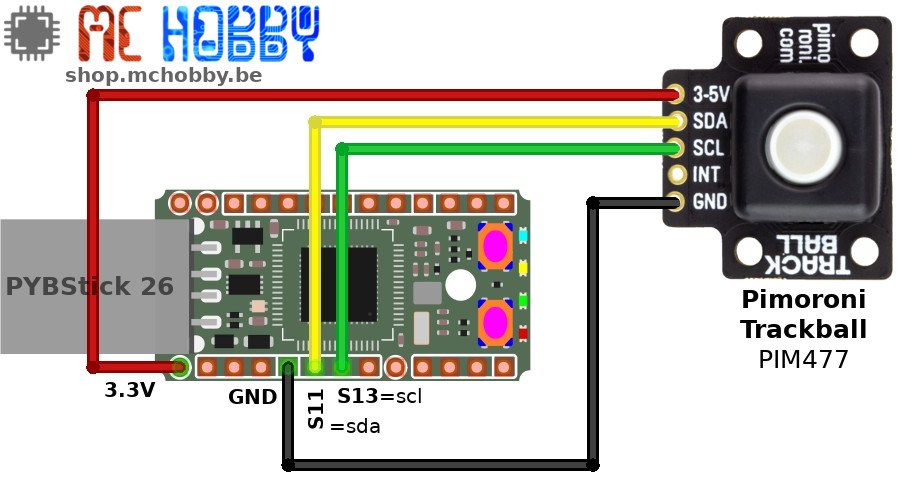 MC HOBBY
shop.mchobby.be
pimo
roni.
com
3-5V
SDA
SCL
INT
GND
TRACK
BALL
PYBStick 26
Pimoroni
Trackball
PIM477
3.3V
GND
S11
=sda
S13=scl